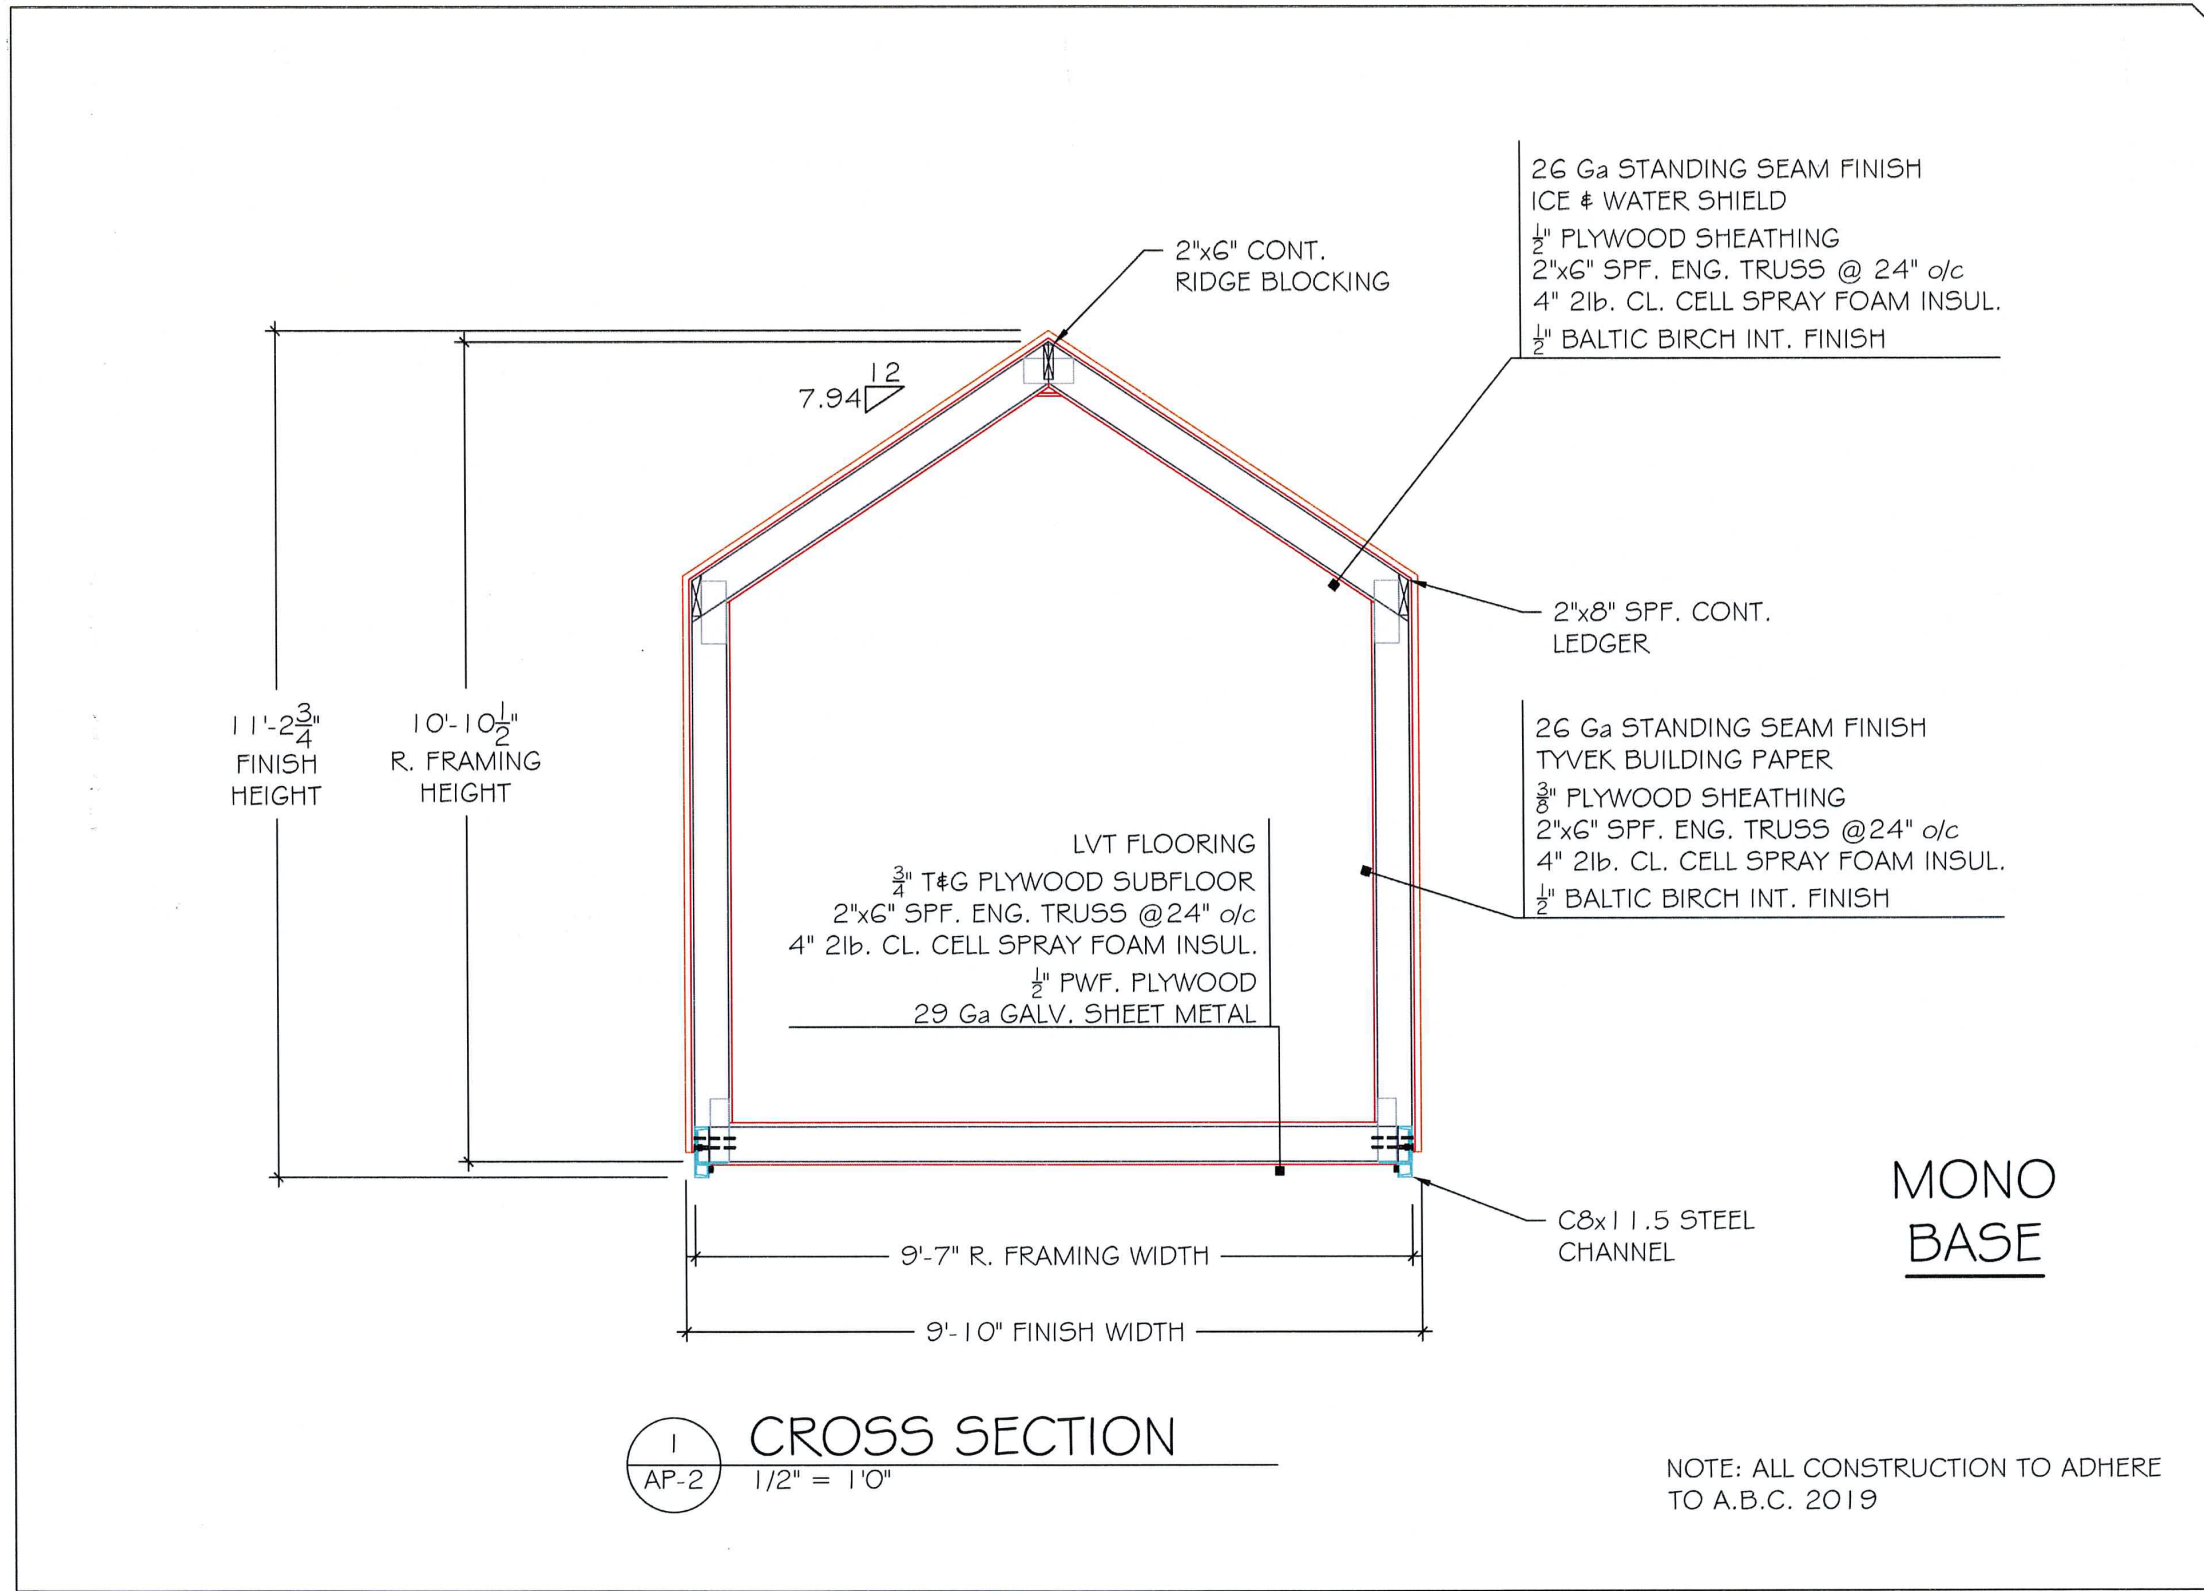 26 Ga STANDING SEAM FINISH
ICE & WATER SHIELD
1/2" PLYWOOD SHEATHING
2"x6" SPF. ENG. TRUSS @ 24" o/c
4" 2lb. CL. CELL SPRAY FOAM INSUL.
1/2" BALTIC BIRCH INT. FINISH
2"x6" CONT.
RIDGE BLOCKING
12
7.94
2"x8" SPF. CONT.
LEDGER
11'-2 3/4"
FINISH
HEIGHT
10'-10 1/2"
R. FRAMING
HEIGHT
26 Ga STANDING SEAM FINISH
TYVEK BUILDING PAPER
3/8" PLYWOOD SHEATHING
2"x6" SPF. ENG. TRUSS @24" o/c
4" 2lb. CL. CELL SPRAY FOAM INSUL.
1/2" BALTIC BIRCH INT. FINISH
LVT FLOORING
3/4" T&G PLYWOOD SUBFLOOR
2"x6" SPF. ENG. TRUSS @24" o/c
4" 2lb. CL. CELL SPRAY FOAM INSUL.
1/2" PWF. PLYWOOD
29 Ga GALV. SHEET METAL
C8x11.5 STEEL
CHANNEL
MONO
BASE
9'-7" R. FRAMING WIDTH
9'-10" FINISH WIDTH
1
AP-2
CROSS SECTION
1/2" = 1'0"
NOTE: ALL CONSTRUCTION TO ADHERE
TO A.B.C. 2019